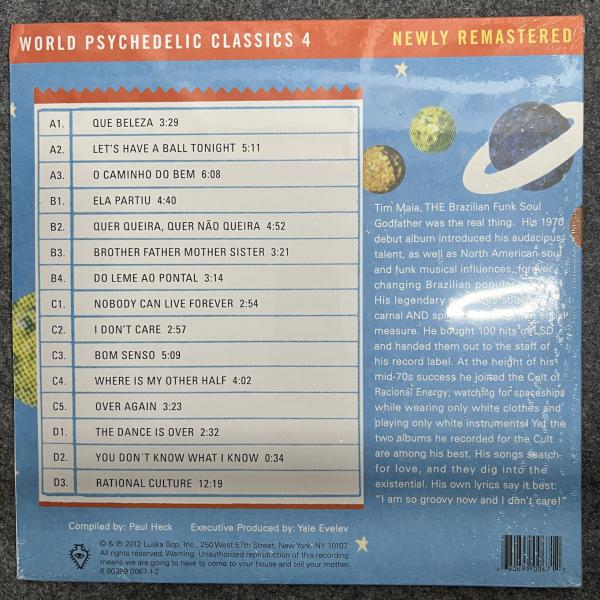 WORLD PSYCHEDELIC CLASSICS 4
NEWLY REMASTERED
A1. QUE BELEZA 3:29
A2. LET'S HAVE A BALL TONIGHT 5:11
A3. O CAMINHO DO BEM 6:08
B1. ELA PARTIU 4:40
B2. QUER QUEIRA, QUER NÃO QUEIRA 4:52
B3. BROTHER FATHER MOTHER SISTER 3:21
B4. DO LEME AO PONTAL 3:14
C1. NOBODY CAN LIVE FOREVER 2:54
C2. I DON'T CARE 2:57
C3. BOM SENSO 5:09
C4. WHERE IS MY OTHER HALF 4:02
C5. OVER AGAIN 3:23
D1. THE DANCE IS OVER 2:32
D2. YOU DON´T KNOW WHAT I KNOW 0:34
D3. RATIONAL CULTURE 12:19
Tim Maia, THE Brazilian Funk Soul
Godfather was the real thing. His 1970
debut album introduced his audacious
talent, as well as North American soul
and funk musical influences, forever
changing Brazilian popular
His legendary
carnal AND
measure. He bought 100 hits of LSD
and handed them out to the staff of
his record label. At the height of his
mid-70s success he joined the Cult of
Racional Energy; watching for spaceships
while wearing only white clothes and
playing only white instruments! Yet the
two albums he recorded for the Cult
are among his best. His songs search
for love, and they dig into the
existential. His own lyrics say it best:
"I am so groovy now and I don't care!"
Compiled by: Paul Heck Executive Produced by: Yale Evelev
© & ℗ 2012 Luaka Bop, Inc., 250 West 57th Street, New York, NY 10107.
All rights reserved. Warning: Unauthorized reproduction of this recording
means we are going to have to come to your house and tell your mother.
6 80899 0067-1-2